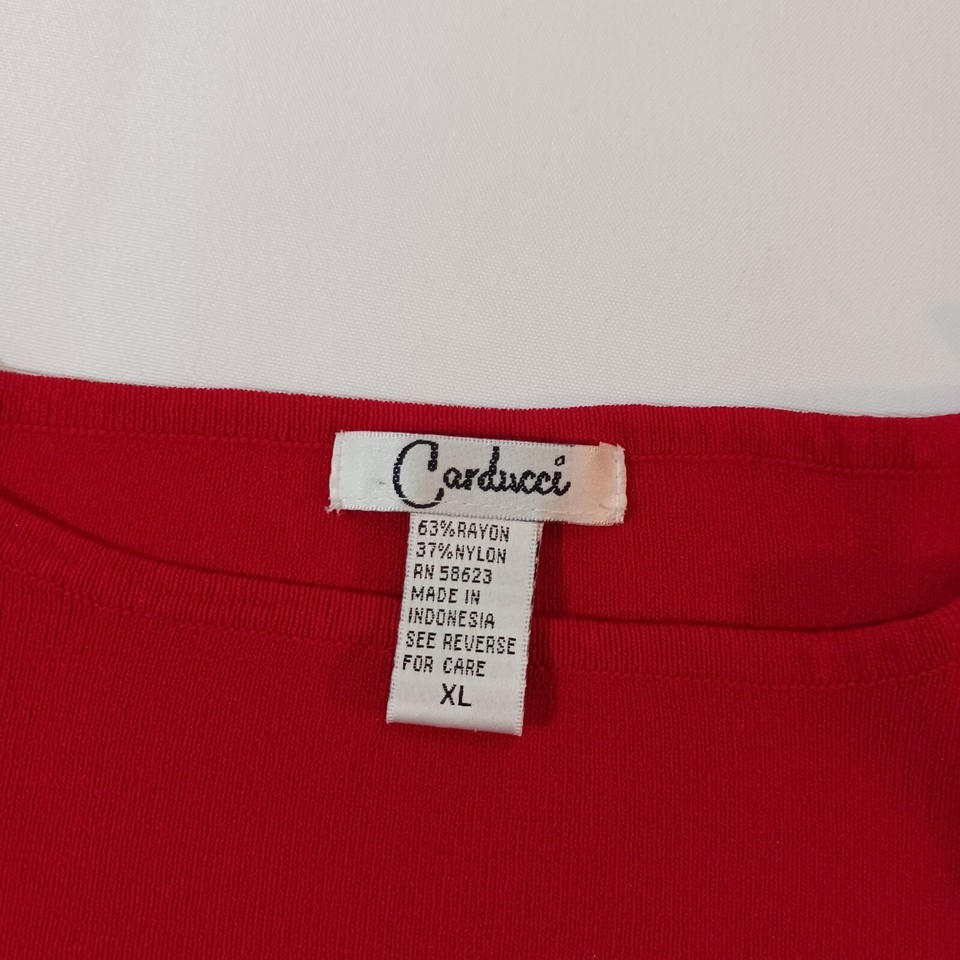 Carducci
63%RAYON
37%NYLON
RN 58623
MADE IN
INDONESIA
SEE REVERSE
FOR CARE
XL